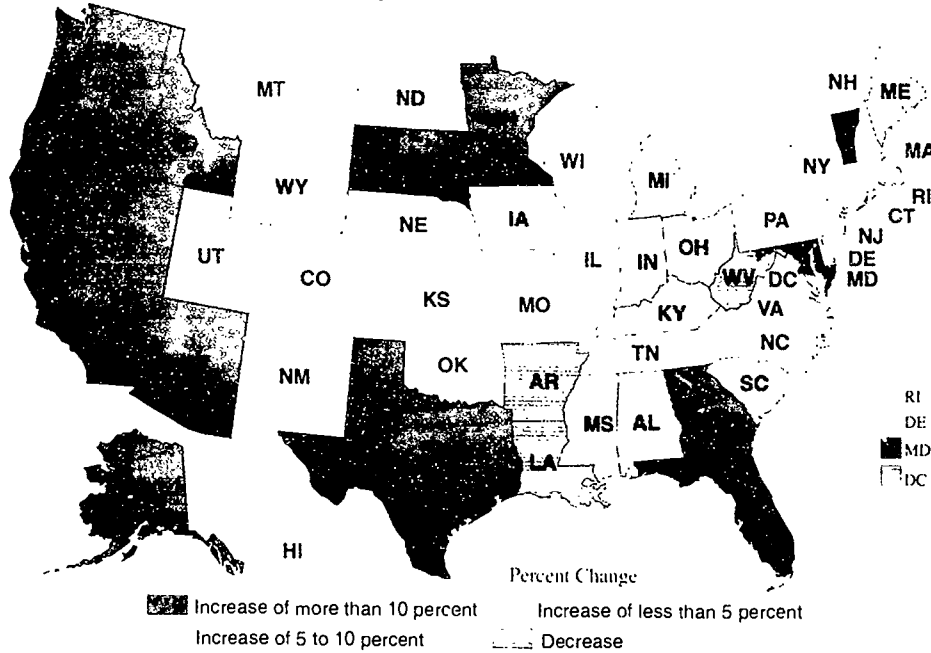 MT
ND
NH
ME
WI
MI
NY
MA
WY
RI
CT
NE
IA
PA
NJ
UT
CO
IL
IN
OH
WV
DC
DE
MD
KS
MO
KY
VA
NM
OK
AR
TN
NC
SC
MS
AL
LA
RI
DE
MD
DC
HI
Percent Change
Increase of more than 10 percent
Increase of less than 5 percent
Increase of 5 to 10 percent
Decrease